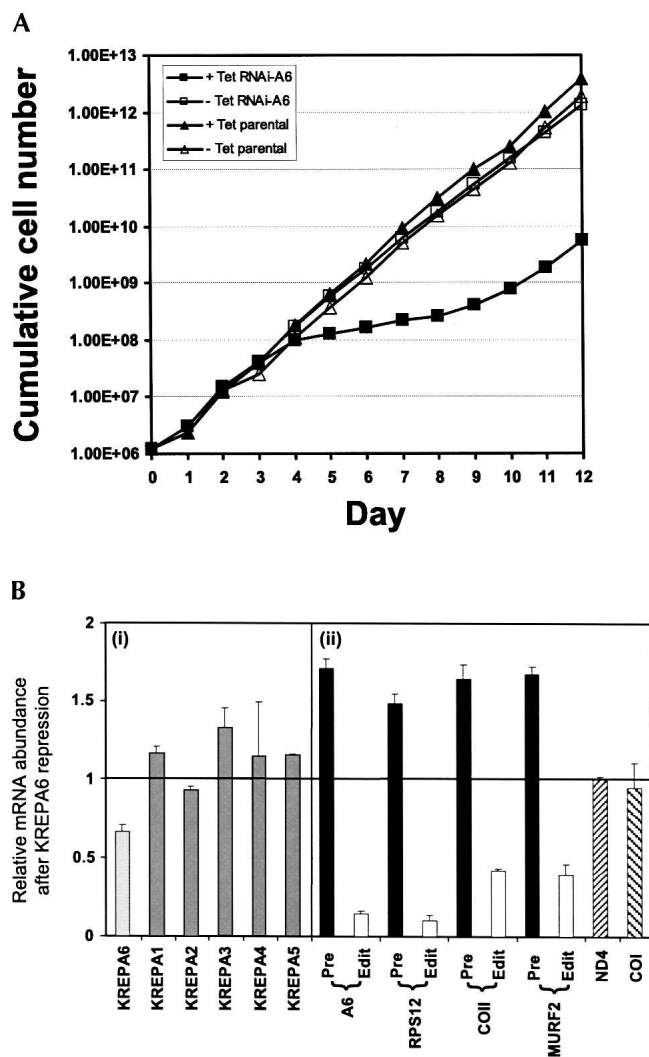 A
Cumulative cell number
1.00E+13
1.00E+12
1.00E+11
1.00E+10
1.00E+09
1.00E+08
1.00E+07
1.00E+06
+ Tet RNAi-A6
- Tet RNAi-A6
+ Tet parental
- Tet parental
0 1 2 3 4 5 6 7 8 9 10 11 12
Day
B
Relative mRNA abundance
after KREPA6 repression
2
1.5
1
0.5
0
(i)
(ii)
KREPA6
KREPA1
KREPA2
KREPA3
KREPA4
KREPA5
Pre
Edit
A6
Pre
Edit
RPS12
Pre
Edit
COII
Pre
Edit
MURF2
ND4
COI